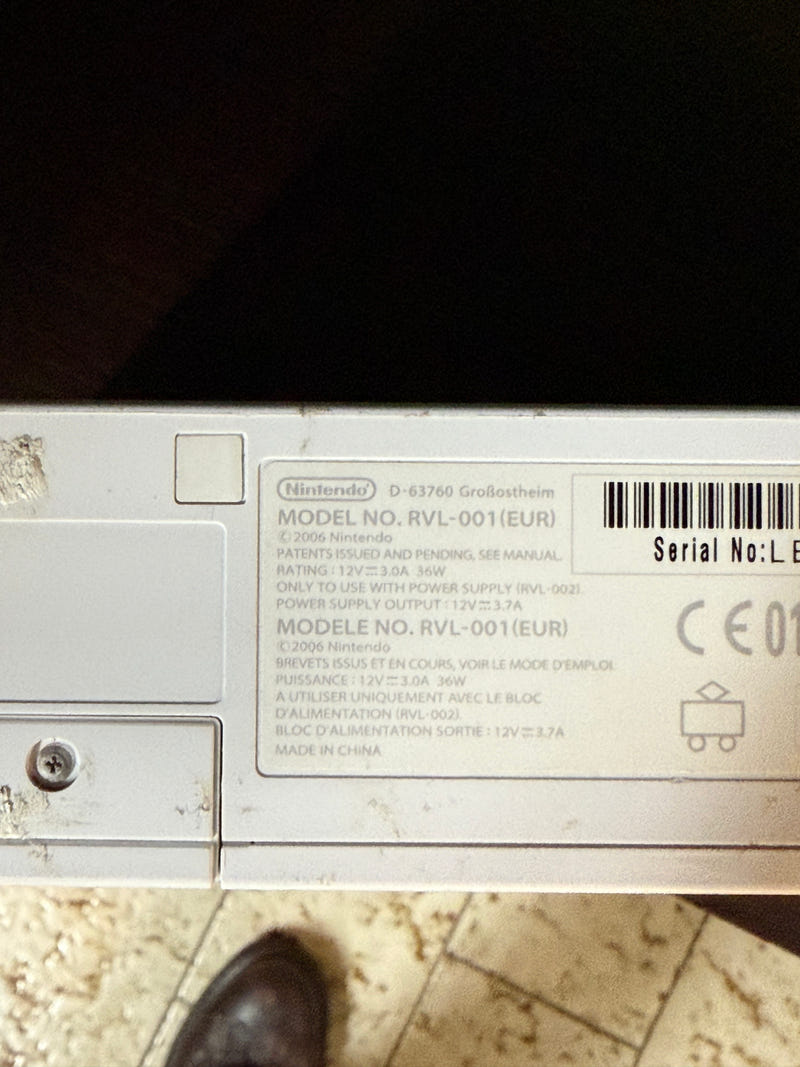 Nintendo D-63760 Großostheim
MODEL NO. RVL-001(EUR)
©2006 Nintendo
PATENTS ISSUED AND PENDING, SEE MANUAL.
RATING : 12V⎓3.0A 36W
ONLY TO USE WITH POWER SUPPLY (RVL-002).
POWER SUPPLY OUTPUT : 12V⎓3.7A
MODELE NO. RVL-001(EUR)
©2006 Nintendo
BREVETS ISSUS ET EN COURS, VOIR LE MODE D'EMPLOI.
PUISSANCE : 12V⎓3.0A 36W
A UTILISER UNIQUEMENT AVEC LE BLOC
D'ALIMENTATION (RVL-002).
BLOC D'ALIMENTATION SORTIE : 12V⎓3.7A
MADE IN CHINA
Serial No:LE
CE01